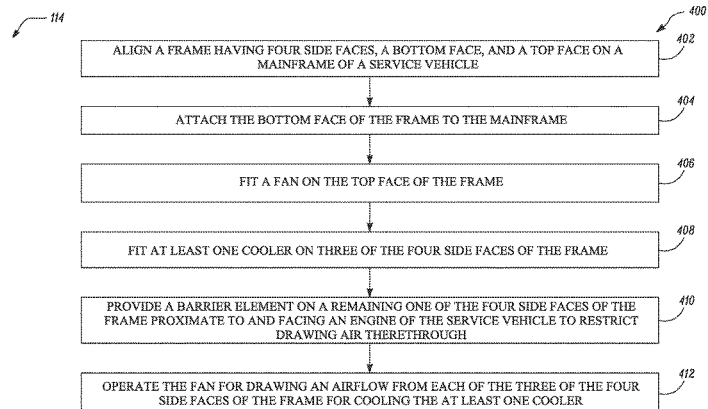 114
400
402
ALIGN A FRAME HAVING FOUR SIDE FACES, A BOTTOM FACE, AND A TOP FACE ON A
MAINFRAME OF A SERVICE VEHICLE
404
ATTACH THE BOTTOM FACE OF THE FRAME TO THE MAINFRAME
406
FIT A FAN ON THE TOP FACE OF THE FRAME
408
FIT AT LEAST ONE COOLER ON THREE OF THE FOUR SIDE FACES OF THE FRAME
410
PROVIDE A BARRIER ELEMENT ON A REMAINING ONE OF THE FOUR SIDE FACES OF THE
FRAME PROXIMATE TO AND FACING AN ENGINE OF THE SERVICE VEHICLE TO RESTRICT
DRAWING AIR THERETHROUGH
412
OPERATE THE FAN FOR DRAWING AN AIRFLOW FROM EACH OF THE THREE OF THE FOUR
SIDE FACES OF THE FRAME FOR COOLING THE AT LEAST ONE COOLER